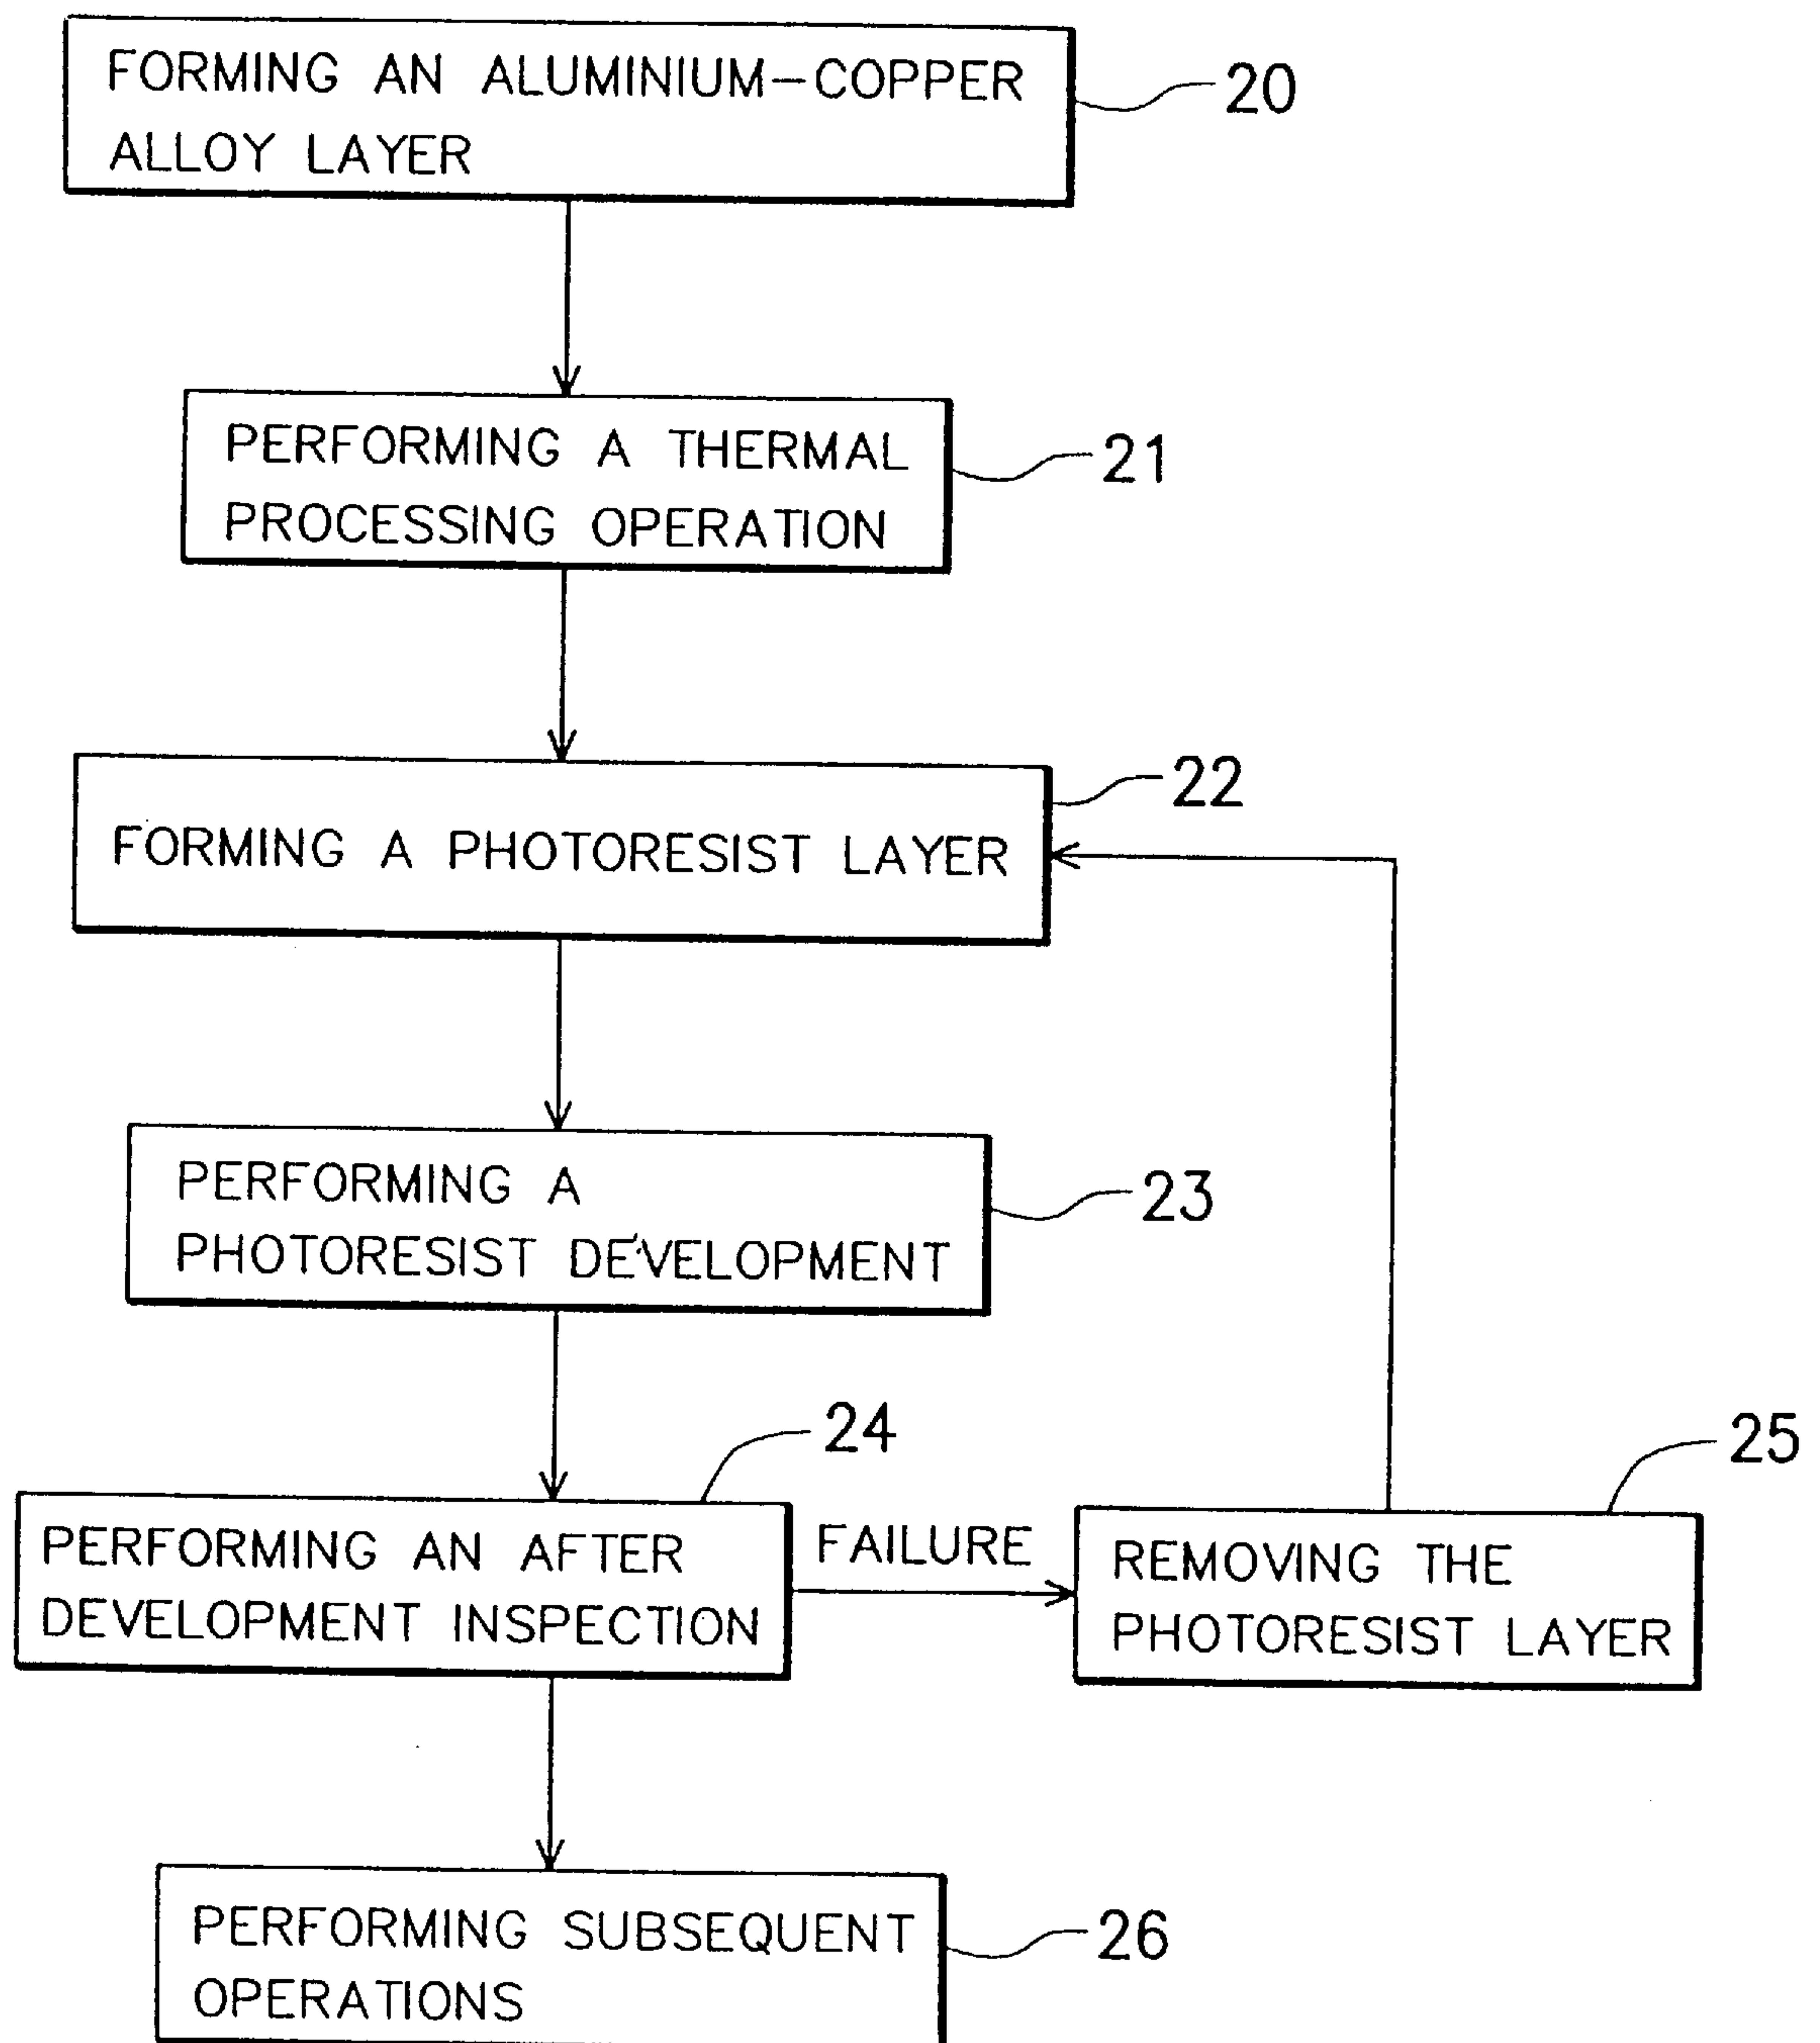 FORMING AN ALUMINIUM-COPPER
ALLOY LAYER
20
PERFORMING A THERMAL
PROCESSING OPERATION
21
FORMING A PHOTORESIST LAYER
22
PERFORMING A
PHOTORESIST DEVELOPMENT
23
PERFORMING AN AFTER
DEVELOPMENT INSPECTION
24
FAILURE
REMOVING THE
PHOTORESIST LAYER
25
PERFORMING SUBSEQUENT
OPERATIONS
26